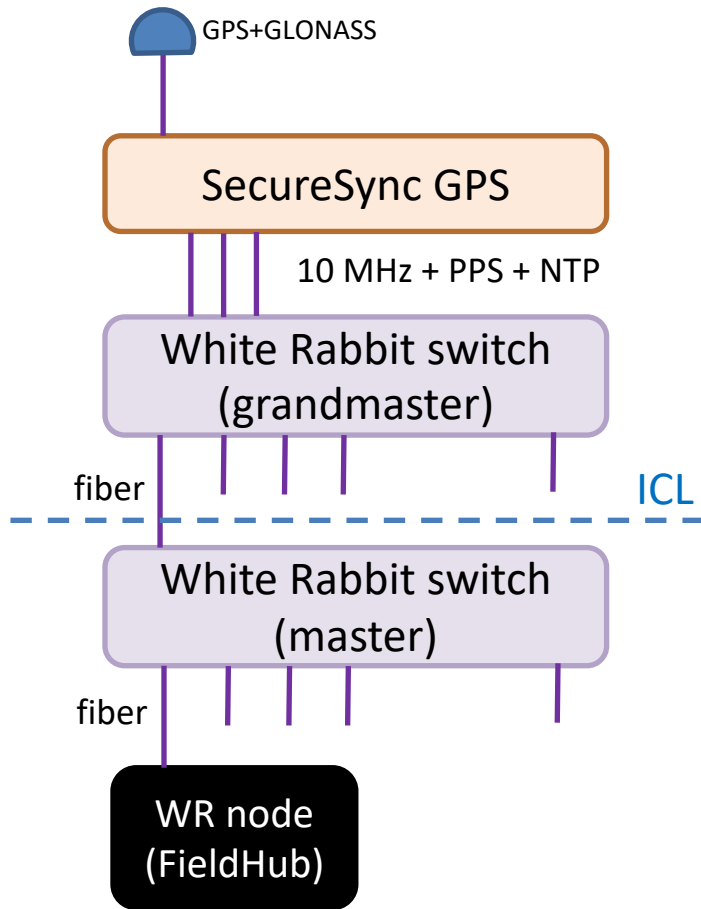 GPS+GLONASS
SecureSync GPS
10 MHz + PPS + NTP
White Rabbit switch
(grandmaster)
fiber
ICL
White Rabbit switch
(master)
fiber
WR node
(FieldHub)